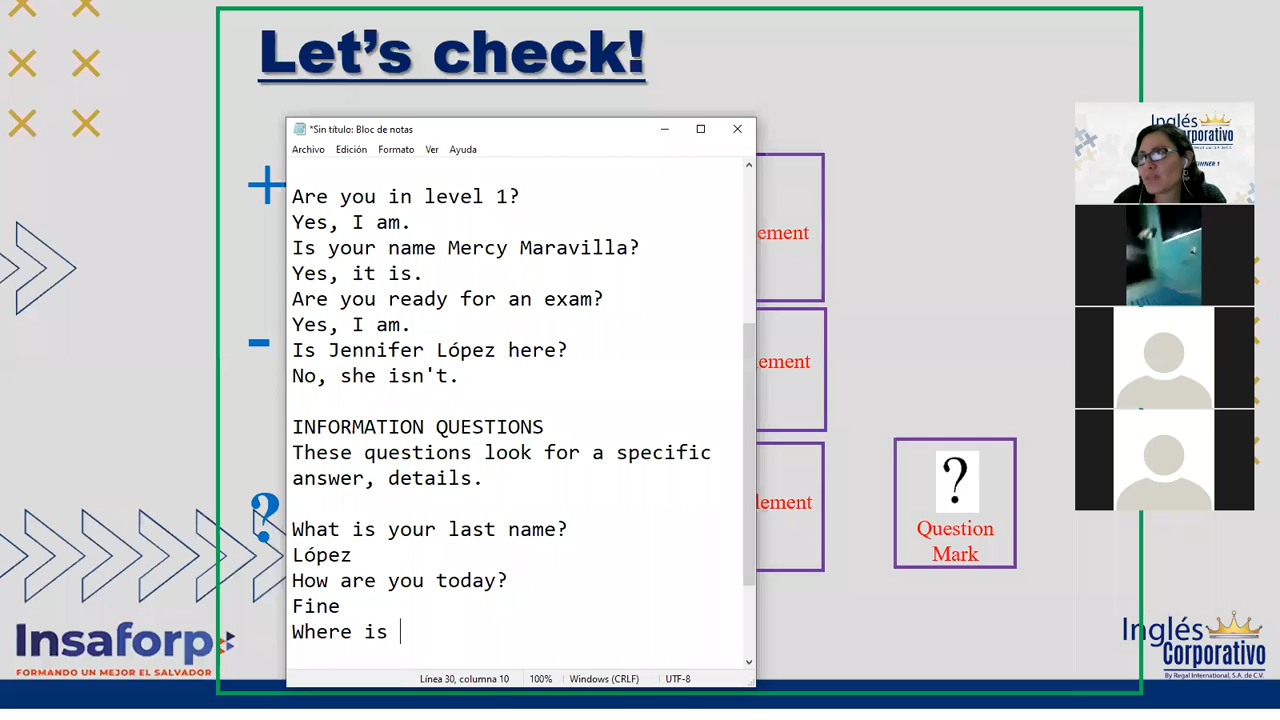 Let's check!
*Sin título: Bloc de notas
Archivo Edición Formato Ver Ayuda
+
Are you in level 1?
Yes, I am.
Is your name Mercy Maravilla?
Yes, it is.
Are you ready for an exam?
Yes, I am.
Is Jennifer López here?
No, she isn't.
INFORMATION QUESTIONS
These questions look for a specific
answer, details.
What is your last name?
López
How are you today?
Fine
Where is
Línea 30, columna 10 100% Windows (CRLF) UTF-8
ement
-
lement
?
lement
?
Question
Mark
Inglés
Corporativo
Insaforp
FORMANDO UN MEJOR EL SALVADOR
Inglés
Corporativo
By Regal International, S.A. de C.V.